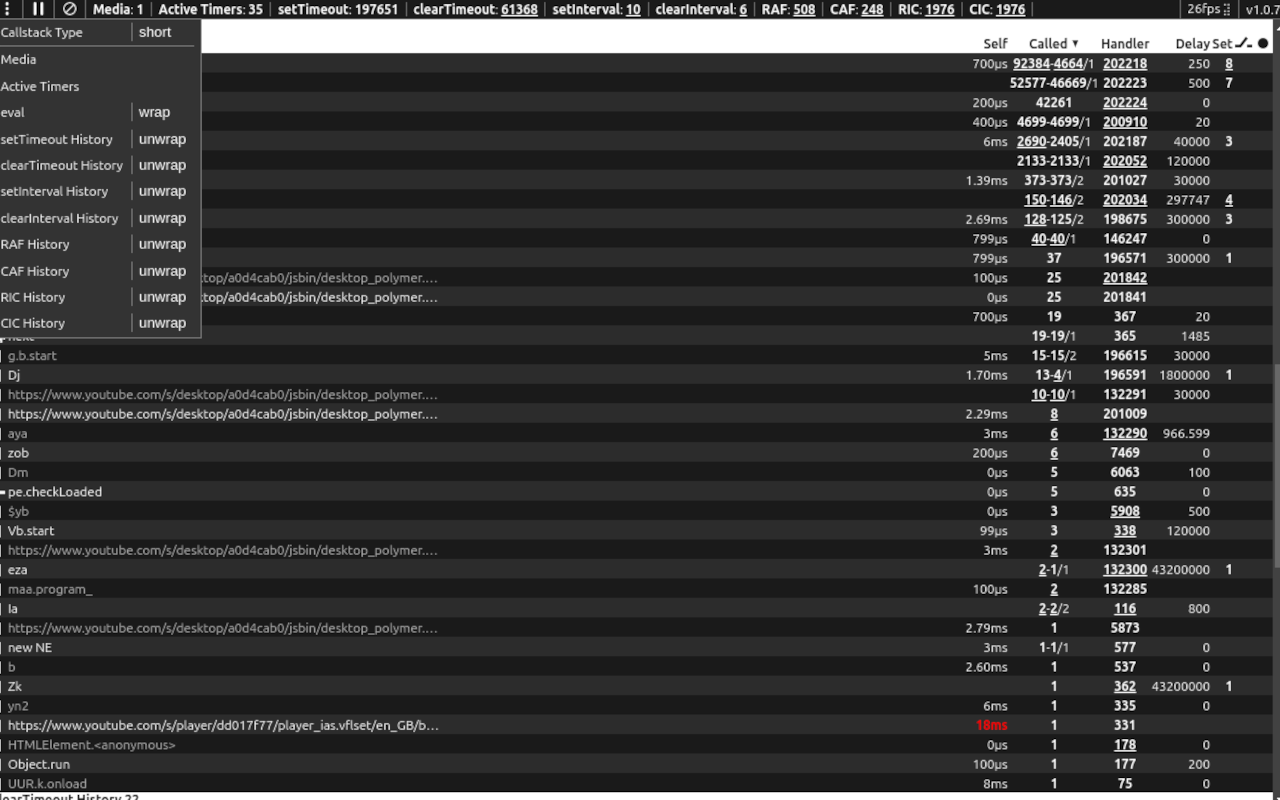 Media: 1 Active Timers: 35 setTimeout: 197651 clearTimeout: 61368 setInterval: 10 clearInterval: 6 RAF: 508 CAF: 248 RIC: 1976 CIC: 1976 26fps v1.0.7
Callstack Type short
Media
Active Timers
eval wrap
setTimeout History unwrap
clearTimeout History unwrap
setInterval History unwrap
clearInterval History unwrap
RAF History unwrap
CAF History unwrap
RIC History unwrap
CIC History unwrap
Self Called ▼ Handler Delay Set
700µs 92384-4664/1 202218 250 8
52577-46669/1 202223 500 7
200µs 42261 202224 0
400µs 4699-4699/1 200910 20
6ms 2690-2405/1 202187 40000 3
2133-2133/1 202052 120000
1.39ms 373-373/2 201027 30000
150-146/2 202034 297747 4
2.69ms 128-125/2 198675 300000 3
799µs 40-40/1 146247 0
799µs 37 196571 300000 1
top/a0d4cab0/jsbin/desktop_polymer.... 100µs 25 201842
top/a0d4cab0/jsbin/desktop_polymer.... 0µs 25 201841
700µs 19 367 20
19-19/1 365 1485
g.b.start 5ms 15-15/2 196615 30000
Dj 1.70ms 13-4/1 196591 1800000 1
https://www.youtube.com/s/desktop/a0d4cab0/jsbin/desktop_polymer.... 10-10/1 132291 30000
https://www.youtube.com/s/desktop/a0d4cab0/jsbin/desktop_polymer.... 2.29ms 8 201009
aya 3ms 6 132290 966.599
zob 200µs 6 7469 0
Dm 0µs 5 6063 100
pe.checkLoaded 0µs 5 635 0
$yb 0µs 3 5908 500
Vb.start 99µs 3 338 120000
https://www.youtube.com/s/desktop/a0d4cab0/jsbin/desktop_polymer.... 3ms 2 132301
eza 2-1/1 132300 43200000 1
maa.program_ 100µs 2 132285
la 2-2/2 116 800
https://www.youtube.com/s/desktop/a0d4cab0/jsbin/desktop_polymer.... 2.79ms 1 5873
new NE 3ms 1-1/1 577 0
b 2.60ms 1 537 0
Zk 1 362 43200000 1
yn2 6ms 1 335 0
https://www.youtube.com/s/player/dd017f77/player_ias.vflset/en_GB/b... 18ms 1 331
HTMLElement.<anonymous> 0µs 1 178 0
Object.run 100µs 1 177 200
UUR.k.onload 8ms 1 75 0